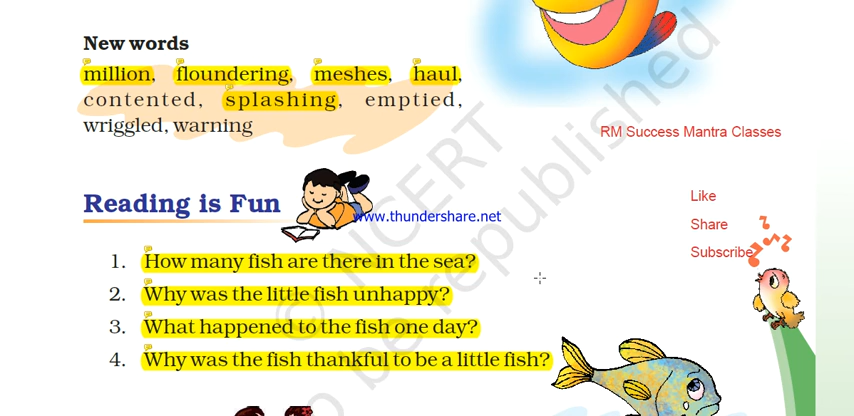 New words
million, floundering, meshes, haul,
contented, splashing, emptied,
wriggled, warning
RM Success Mantra Classes
Reading is Fun
www.thundershare.net
Like
Share
Subscribe
1. How many fish are there in the sea?
2. Why was the little fish unhappy?
3. What happened to the fish one day?
4. Why was the fish thankful to be a little fish?
© NCERT
to be republished